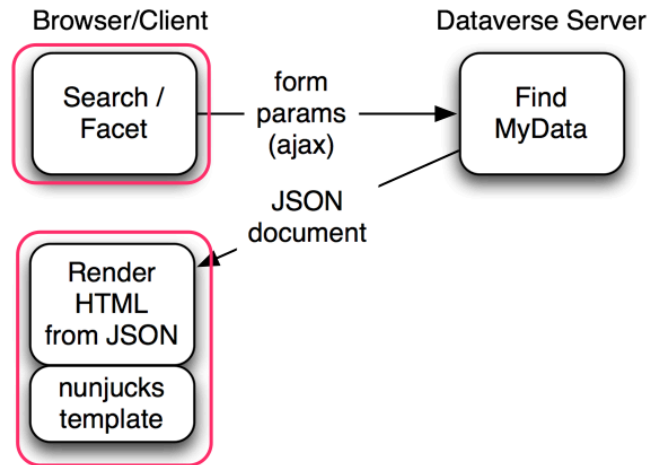 Browser/Client
Dataverse Server
Search /
Facet
form
params
(ajax)
Find
MyData
JSON
document
Render
HTML
from JSON
nunjucks
template